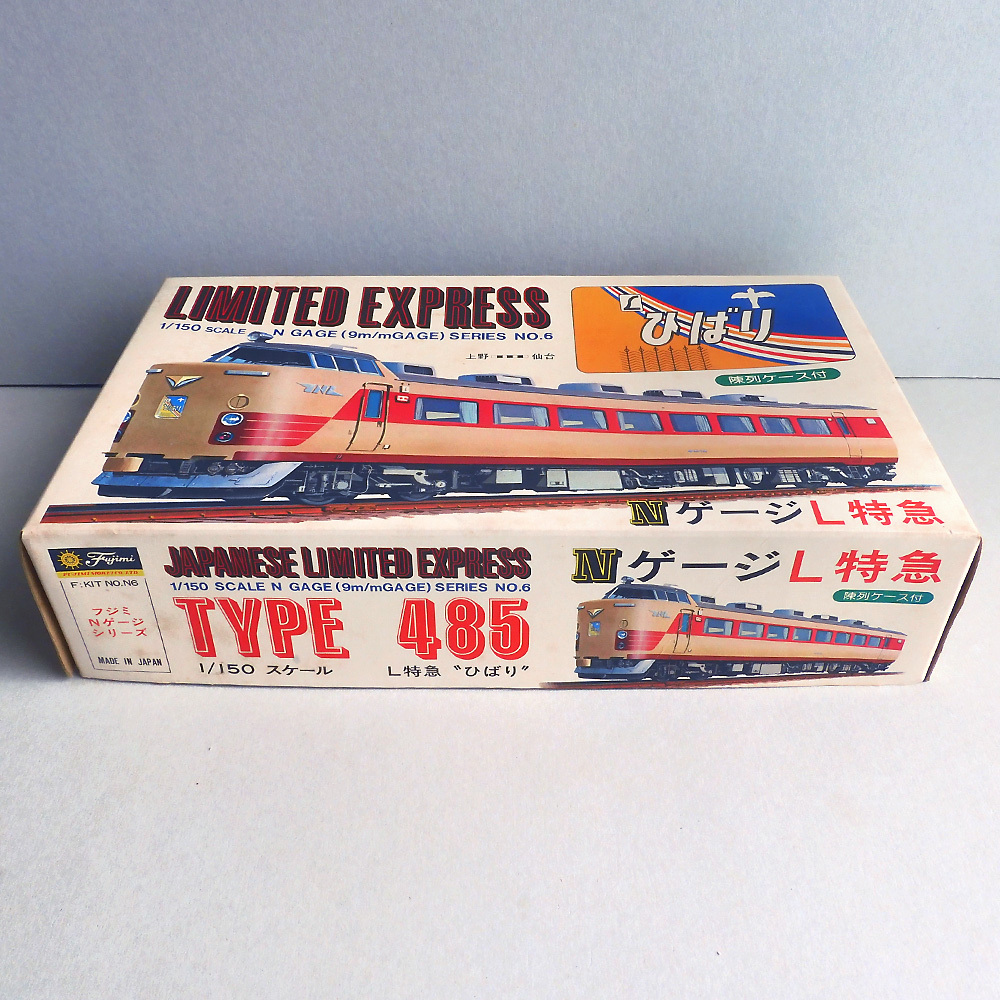 LIMITED EXPRESS
1/150 SCALE N GAGE (9m/mGAGE) SERIES NO.6
上野 ■■■ 仙台
L
ひばり
陳列ケース付
Nゲージ L特急
Fujimi
F:KIT NO.N6
フジミ
Nゲージ
シリーズ
MADE IN JAPAN
JAPANESE LIMITED EXPRESS
1/150 SCALE N GAGE (9m/mGAGE) SERIES NO.6
TYPE 485
1/150 スケール L特急 “ひばり”
Nゲージ L特急
陳列ケース付